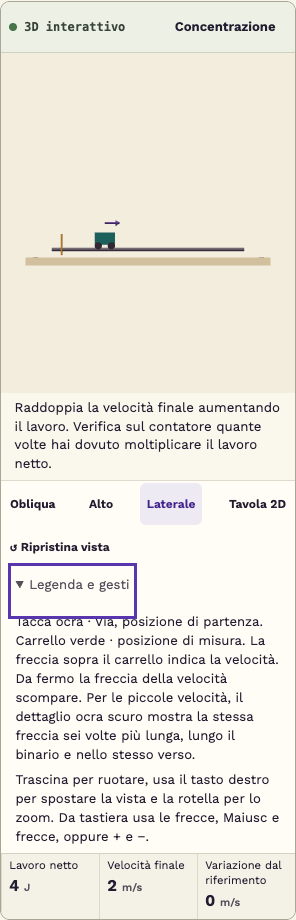 3D interattivo Concentrazione
Raddoppia la velocità finale aumentando
il lavoro. Verifica sul contatore quante
volte hai dovuto moltiplicare il lavoro
netto.
Obliqua Alto Laterale Tavola 2D
↺ Ripristina vista
▼ Legenda e gesti
Tacca ocra · via, posizione di partenza.
Carrello verde · posizione di misura. La
freccia sopra il carrello indica la velocità.
Da fermo la freccia della velocità
scompare. Per le piccole velocità, il
dettaglio ocra scuro mostra la stessa
freccia sei volte più lunga, lungo il
binario e nello stesso verso.
Trascina per ruotare, usa il tasto destro
per spostare la vista e la rotella per lo
zoom. Da tastiera usa le frecce, Maiusc e
frecce, oppure + e −.
Lavoro netto
4 J
Velocità finale
2 m/s
Variazione dal
riferimento
0 m/s